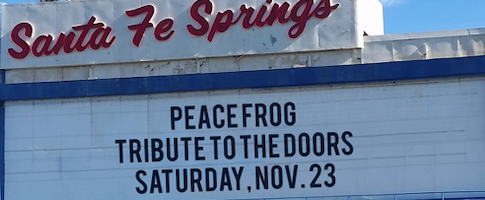 Santa Fe Springs
PEACE FROG
TRIBUTE TO THE DOORS
SATURDAY, NOV. 23